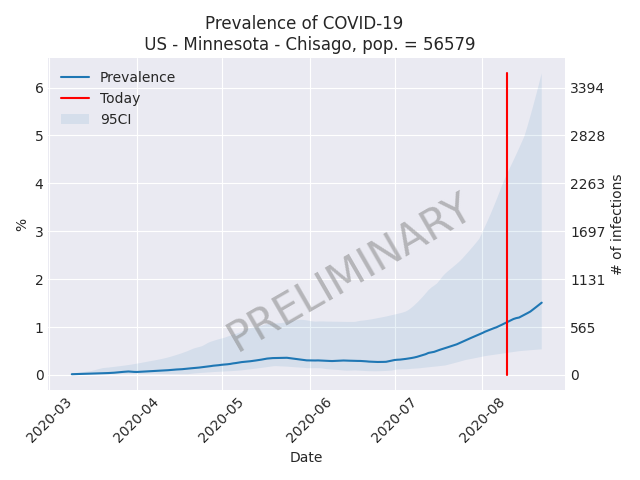 Prevalence of COVID-19
US - Minnesota - Chisago, pop. = 56579
Prevalence
Today
95CI
PRELIMINARY
%
6
5
4
3
2
1
0
3394
2828
2263
1697
1131
565
0
# of infections
2020-03
2020-04
2020-05
2020-06
2020-07
2020-08
Date